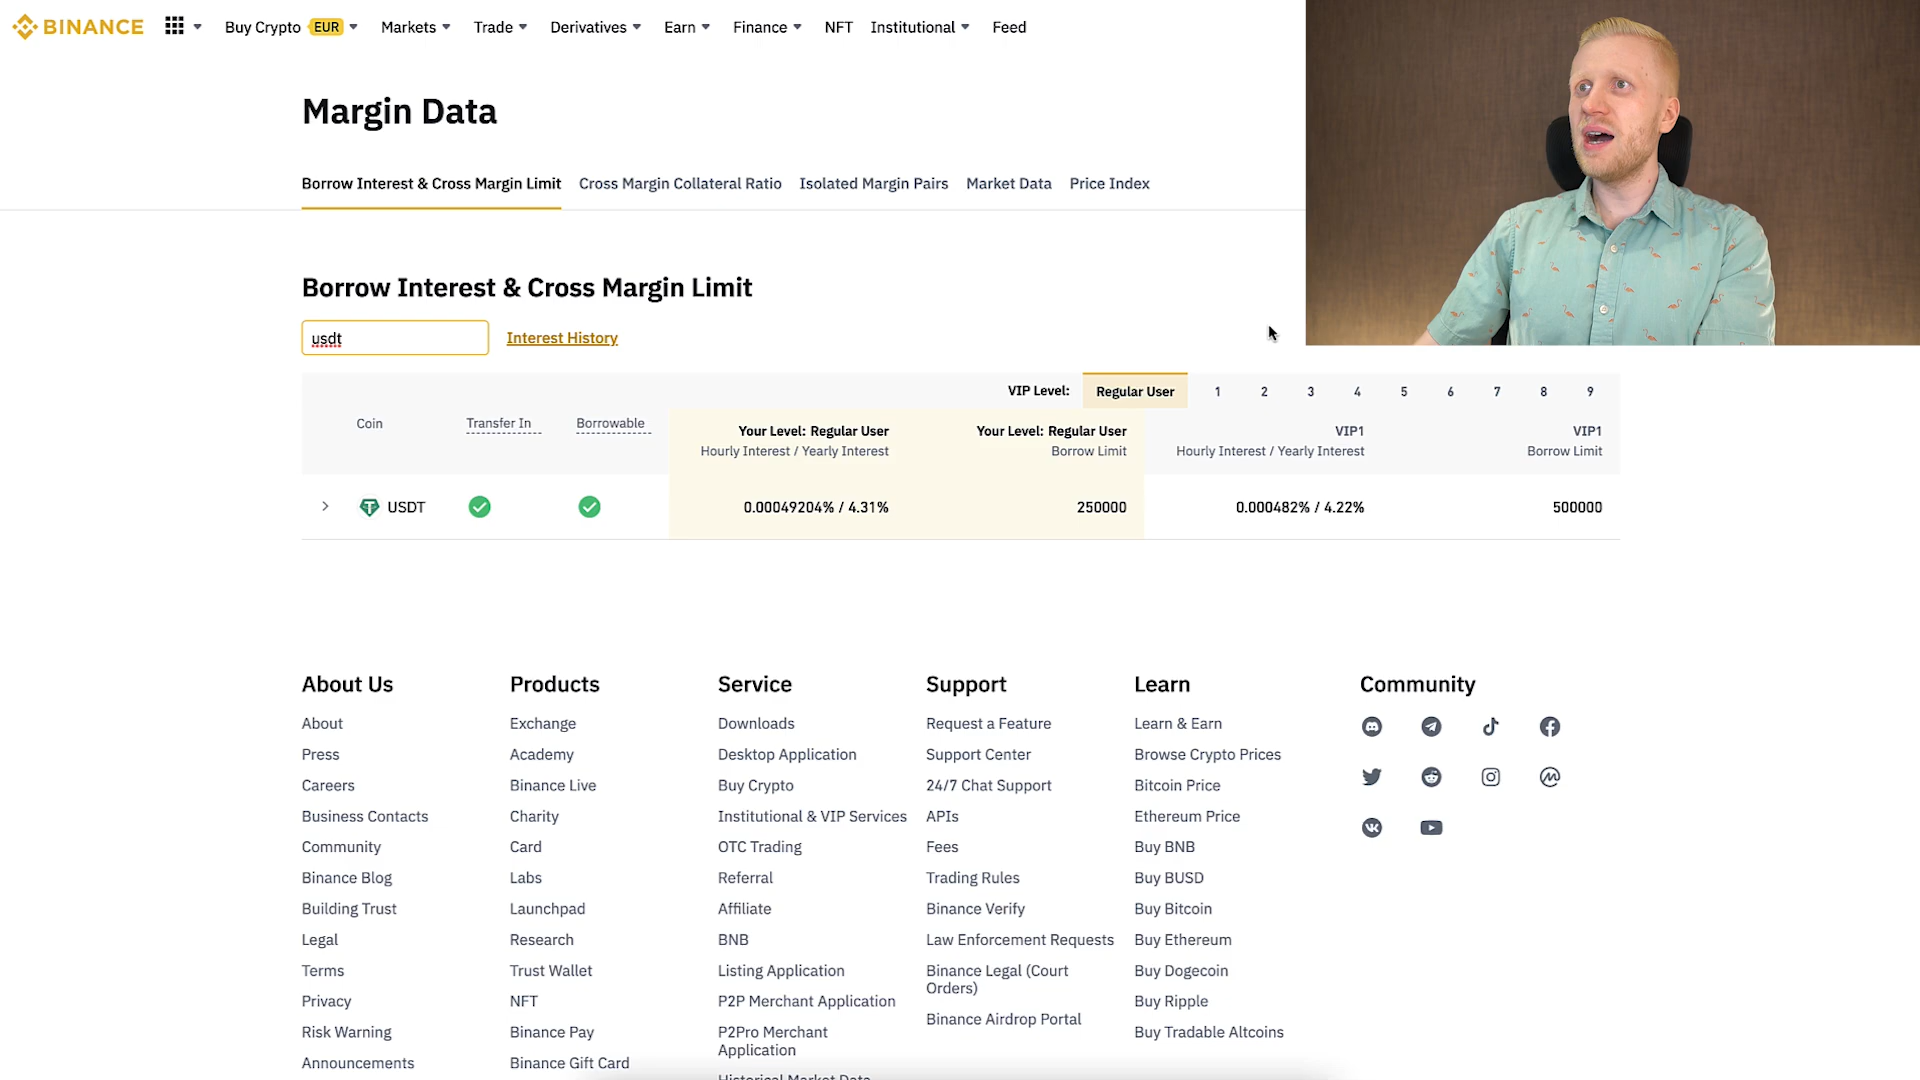 BINANCE
Buy Crypto EUR Markets Trade Derivatives Earn Finance NFT Institutional Feed
Margin Data
Borrow Interest & Cross Margin Limit Cross Margin Collateral Ratio Isolated Margin Pairs Market Data Price Index
Borrow Interest & Cross Margin Limit
usdt Interest History
VIP Level: Regular User 1 2 3 4 5 6 7 8 9
Coin Transfer In Borrowable
Your Level: Regular User Your Level: Regular User VIP1 VIP1
Hourly Interest / Yearly Interest Borrow Limit Hourly Interest / Yearly Interest Borrow Limit
USDT 0.00049204% / 4.31% 250000 0.000482% / 4.22% 500000
About Us
About
Press
Careers
Business Contacts
Community
Binance Blog
Building Trust
Legal
Terms
Privacy
Risk Warning
Announcements
Products
Exchange
Academy
Binance Live
Charity
Card
Labs
Launchpad
Research
Trust Wallet
NFT
Binance Pay
Binance Gift Card
Service
Downloads
Desktop Application
Buy Crypto
Institutional & VIP Services
OTC Trading
Referral
Affiliate
BNB
Listing Application
P2P Merchant Application
P2Pro Merchant
Application
Historical Market Data
Support
Request a Feature
Support Center
24/7 Chat Support
APIs
Fees
Trading Rules
Binance Verify
Law Enforcement Requests
Binance Legal (Court
Orders)
Binance Airdrop Portal
Learn
Learn & Earn
Browse Crypto Prices
Bitcoin Price
Ethereum Price
Buy BNB
Buy BUSD
Buy Bitcoin
Buy Ethereum
Buy Dogecoin
Buy Ripple
Buy Tradable Altcoins
Community